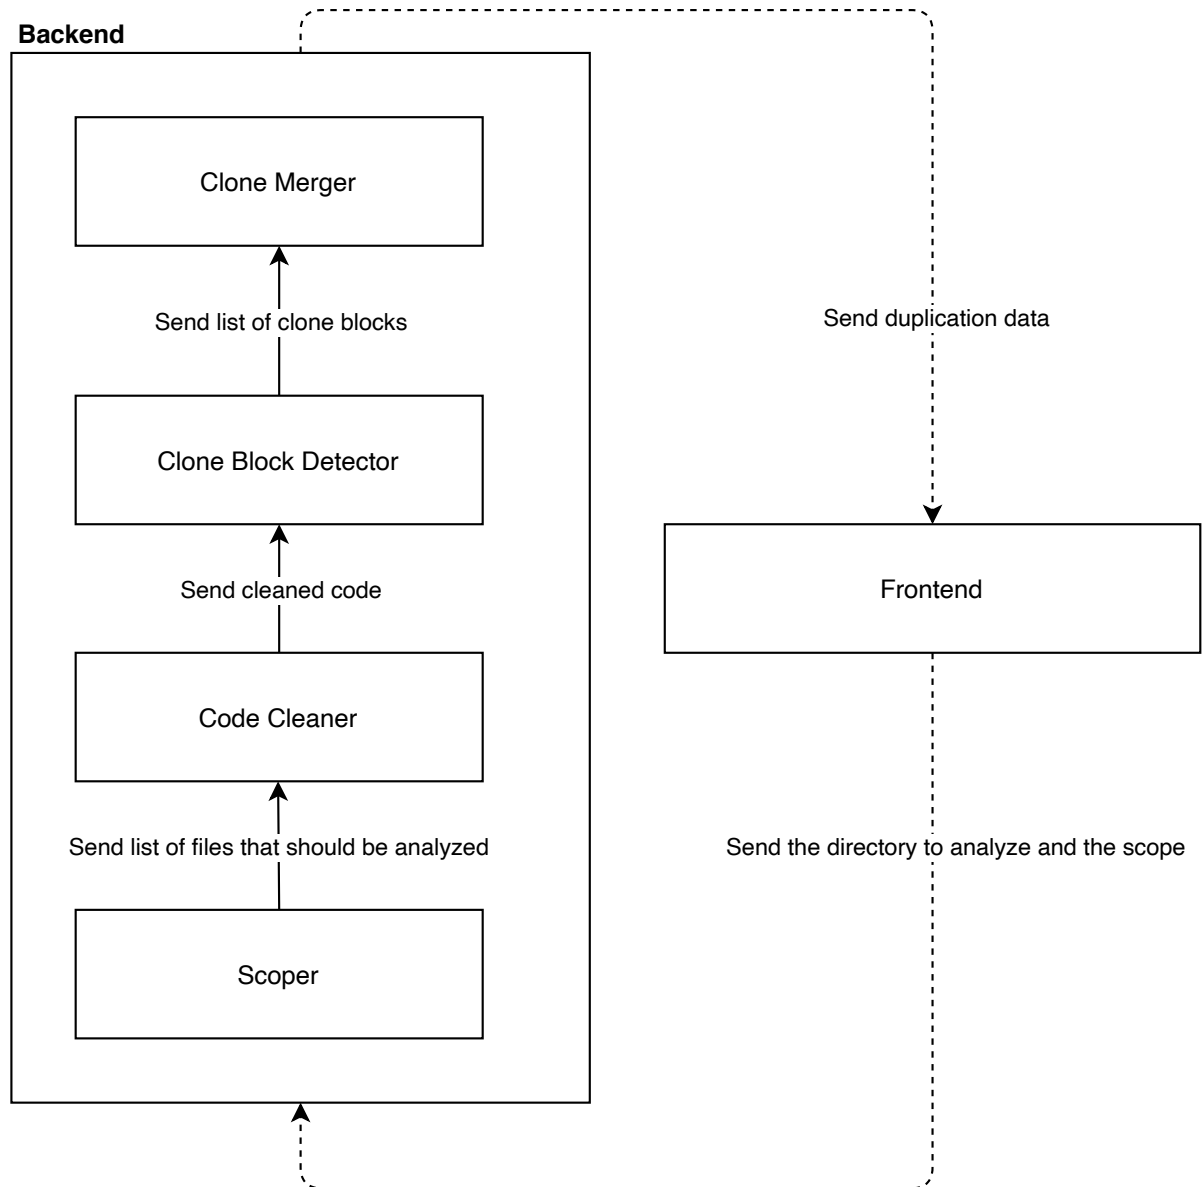 Backend
Clone Merger
Send list of clone blocks
Send duplication data
Clone Block Detector
Send cleaned code
Frontend
Code Cleaner
Send list of files that should be analyzed
Send the directory to analyze and the scope
Scoper